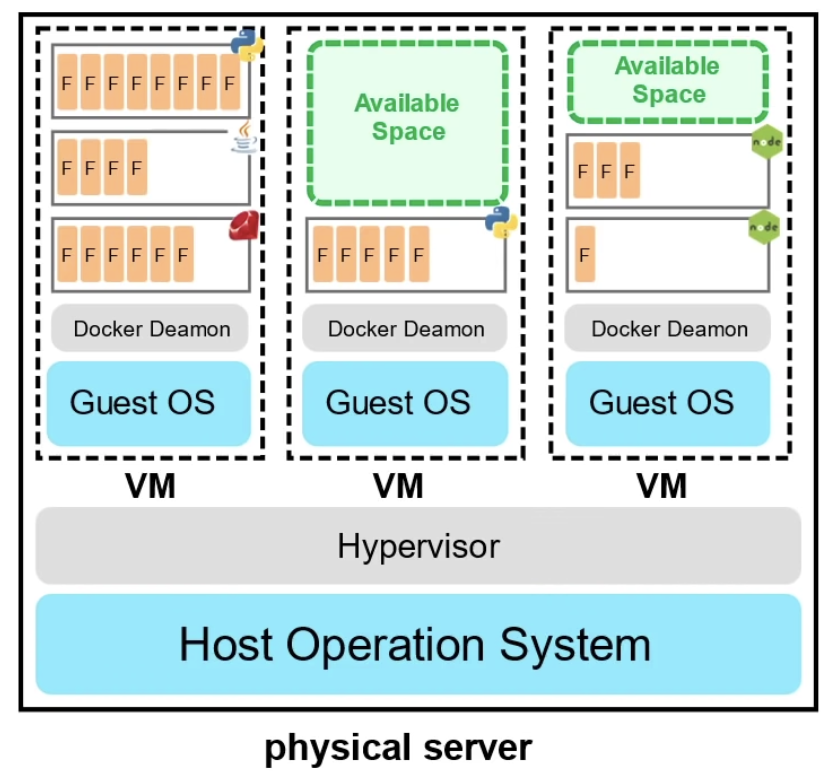 F F F F F F F F
F F F F
F F F F F F
Docker Deamon
Guest OS
VM
Available
Space
F F F F F
Docker Deamon
Guest OS
VM
Available
Space
node
F F F
node
F
Docker Deamon
Guest OS
VM
Hypervisor
Host Operation System
physical server